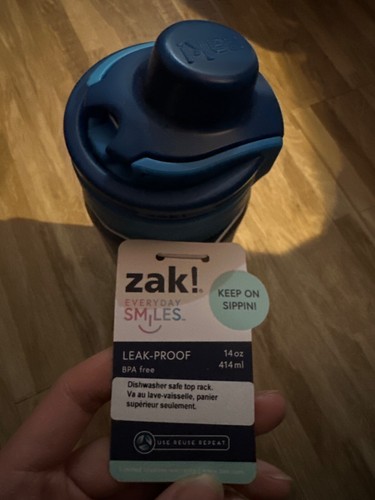 zak!
EVERYDAY
SMILES
KEEP ON
SIPPIN!
LEAK-PROOF
14 oz
BPA free
414 ml
Dishwasher safe top rack.
Va au lave-vaisselle, panier
supérieur seulement.
USE REUSE REPEAT